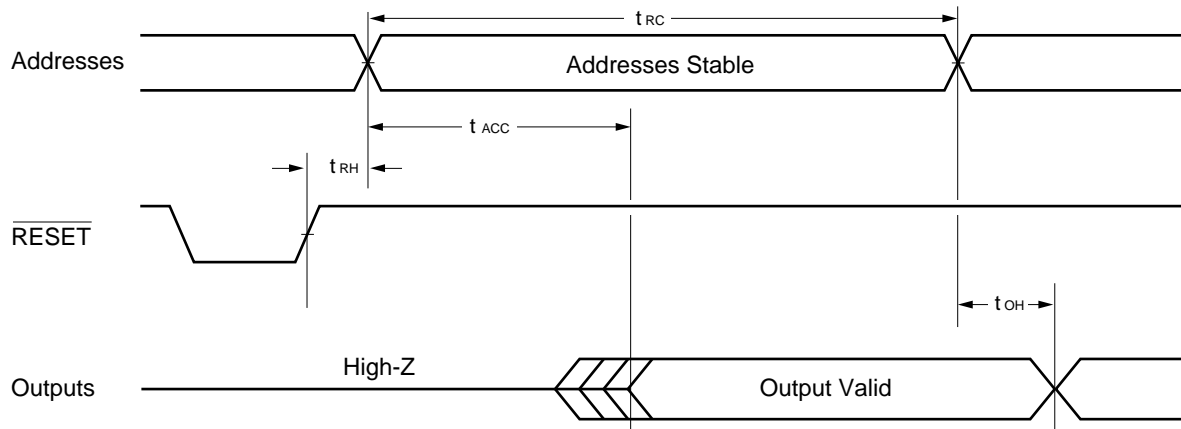 t RC
Addresses
Addresses Stable
t ACC
t RH
RESET
t OH
High-Z
Outputs
Output Valid